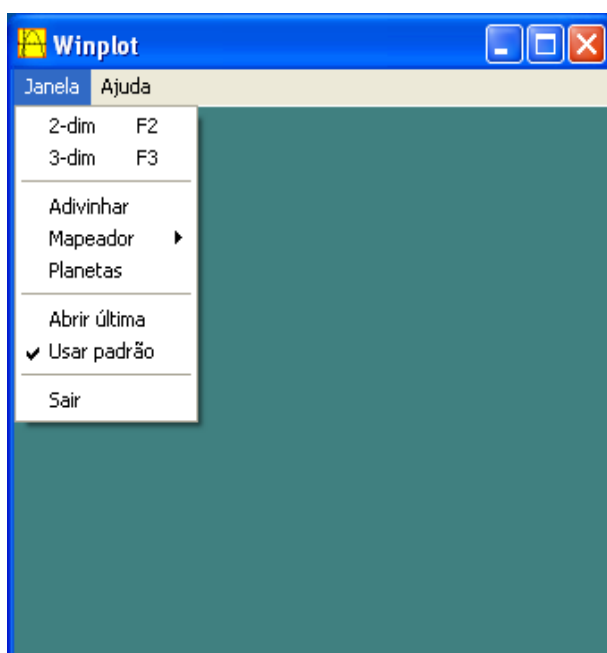 Winplot
Janela Ajuda
2-dim F2
3-dim F3
Adivinhar
Mapeador
Planetas
Abrir última
Usar padrão
Sair